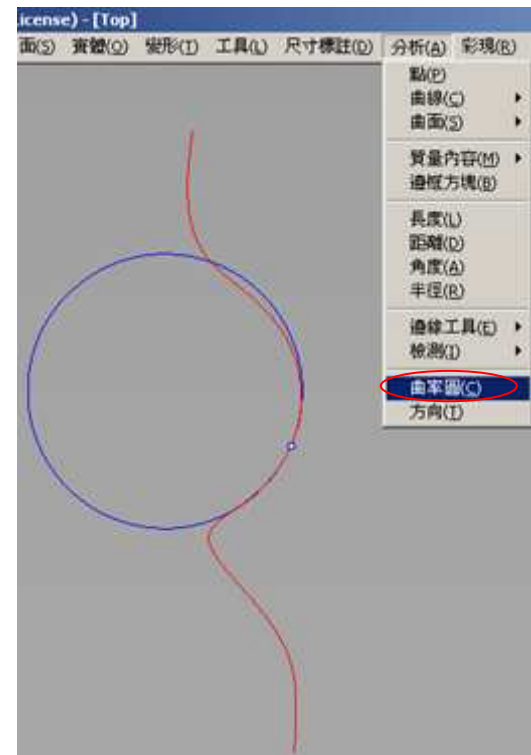 icense) - [Top]
面(S) 實體(O) 變形(T) 工具(L) 尺寸標註(D) 分析(A) 彩現(R)
點(P)
曲線(C)
曲面(S)
質量內容(M)
邊框方塊(B)
長度(L)
距離(D)
角度(A)
半徑(R)
邊緣工具(E)
檢測(I)
曲率圖(C)
方向(I)